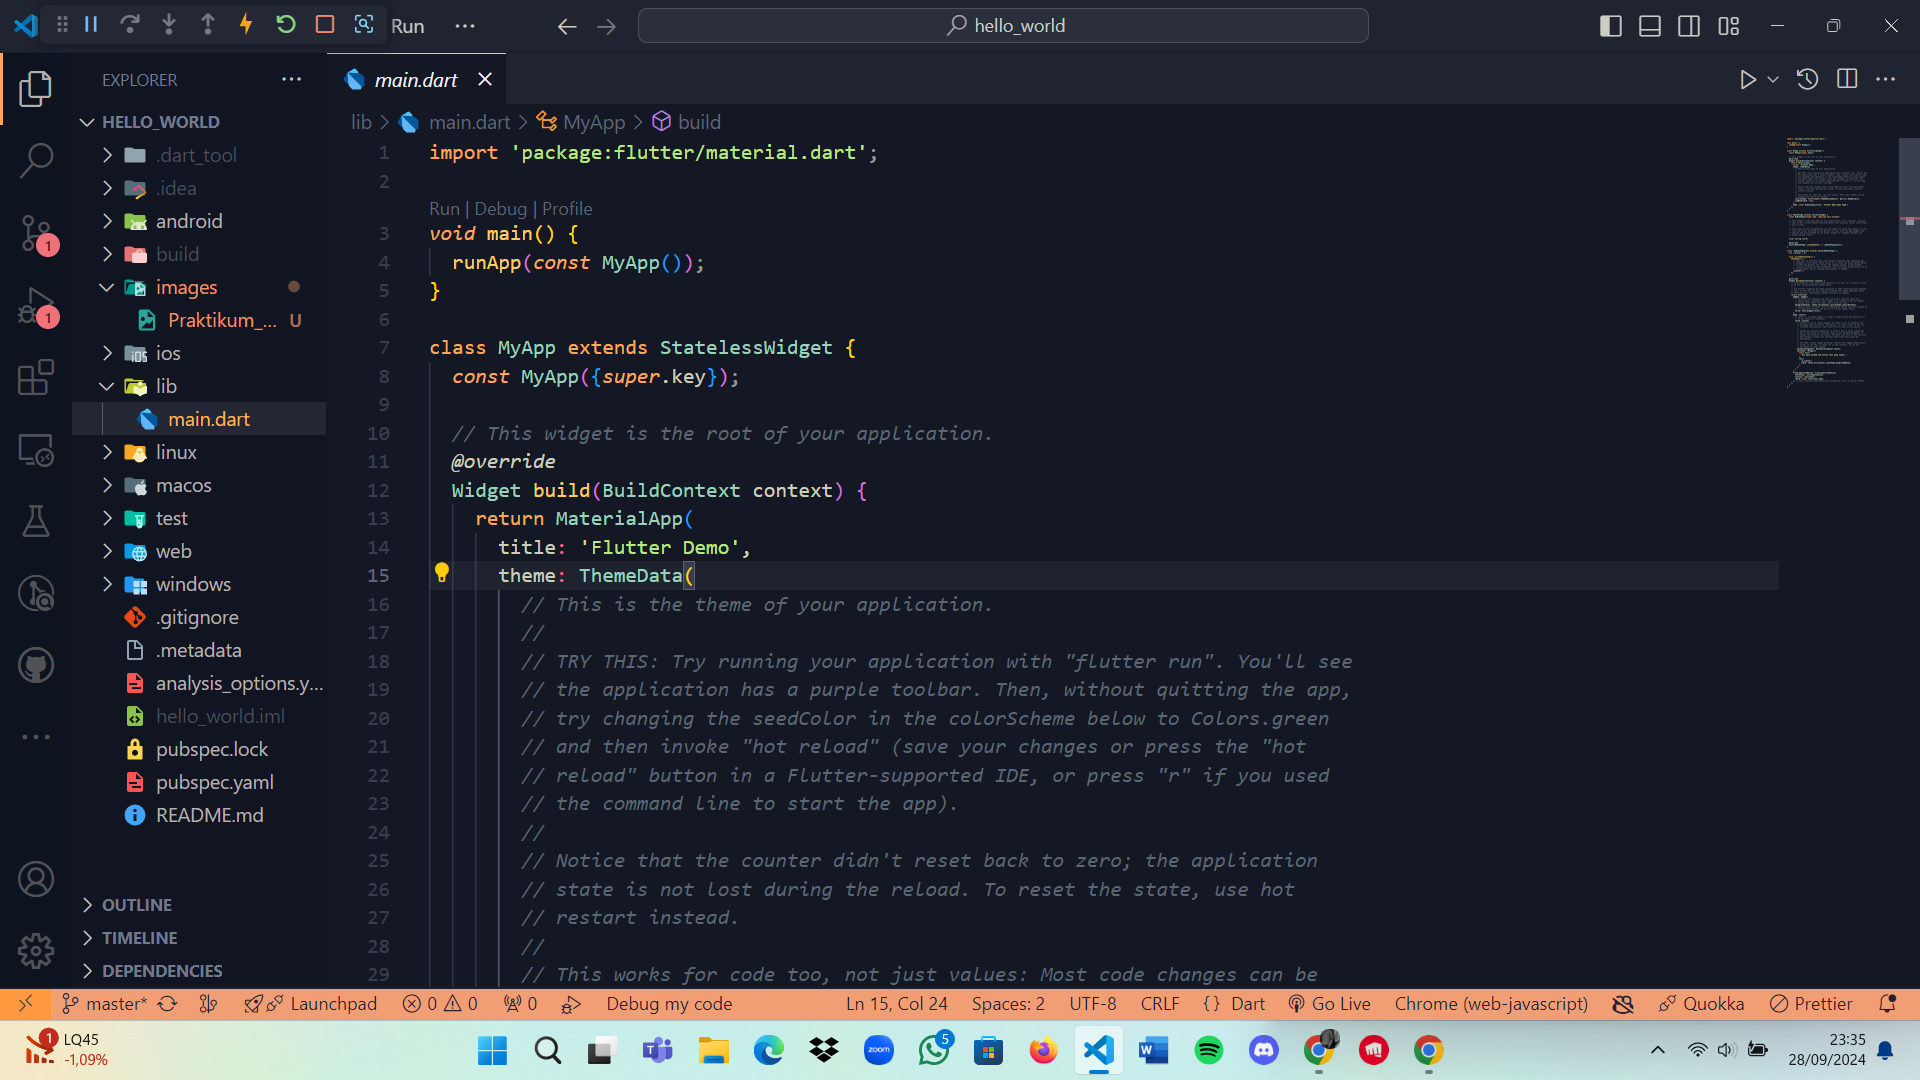 Run
hello_world
EXPLORER
main.dart
HELLO_WORLD
.dart_tool
.idea
android
build
images
Praktikum_... U
ios
lib
main.dart
linux
macos
test
web
windows
.gitignore
.metadata
analysis_options.y...
hello_world.iml
pubspec.lock
pubspec.yaml
README.md
OUTLINE
TIMELINE
DEPENDENCIES
1
1
lib > main.dart > MyApp > build
1 import 'package:flutter/material.dart';
2
Run | Debug | Profile
3 void main() {
4 runApp(const MyApp());
5 }
6
7 class MyApp extends StatelessWidget {
8 const MyApp({super.key});
9
10 // This widget is the root of your application.
11 @override
12 Widget build(BuildContext context) {
13 return MaterialApp(
14 title: 'Flutter Demo',
15 theme: ThemeData(
16 // This is the theme of your application.
17 //
18 // TRY THIS: Try running your application with "flutter run". You'll see
19 // the application has a purple toolbar. Then, without quitting the app,
20 // try changing the seedColor in the colorScheme below to Colors.green
21 // and then invoke "hot reload" (save your changes or press the "hot
22 // reload" button in a Flutter-supported IDE, or press "r" if you used
23 // the command line to start the app).
24 //
25 // Notice that the counter didn't reset back to zero; the application
26 // state is not lost during the reload. To reset the state, use hot
27 // restart instead.
28 //
29 // This works for code too, not just values: Most code changes can be
master* Launchpad 0 0 0 Debug my code Ln 15, Col 24 Spaces: 2 UTF-8 CRLF {} Dart Go Live Chrome (web-javascript) Quokka Prettier
1 LQ45
-1,09%
zoom
5
23:35
28/09/2024